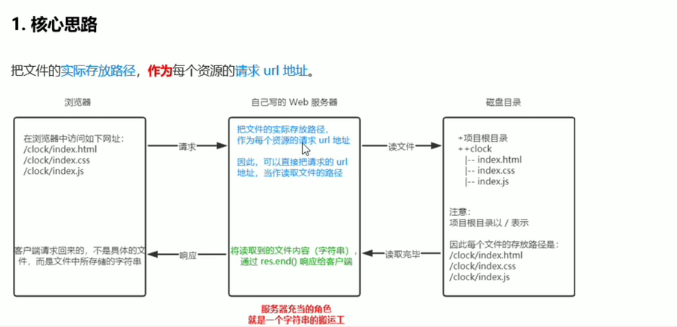 1. 核心思路
把文件的实际存放路径，作为每个资源的请求 url 地址。
浏览器
自己写的 Web 服务器
磁盘目录
在浏览器中访问如下网址：
/clock/index.html
/clock/index.css
/clock/index.js
客户端请求回来的，不是具体的文
件，而是文件中所存储的字符串
请求
响应
把文件的实际存放路径，
作为每个资源的请求 url 地址
因此，可以直接把请求的 url
地址，当作读取文件的路径
将读取到的文件内容（字符串），
通过 res.end() 响应给客户端
服务器充当的角色
就是一个字符串的搬运工
读文件
读取完毕
+项目根目录
++clock
|-- index.html
|-- index.css
|-- index.js
注意：
项目根目录以 / 表示
因此每个文件的存放路径是：
/clock/index.html
/clock/index.css
/clock/index.js